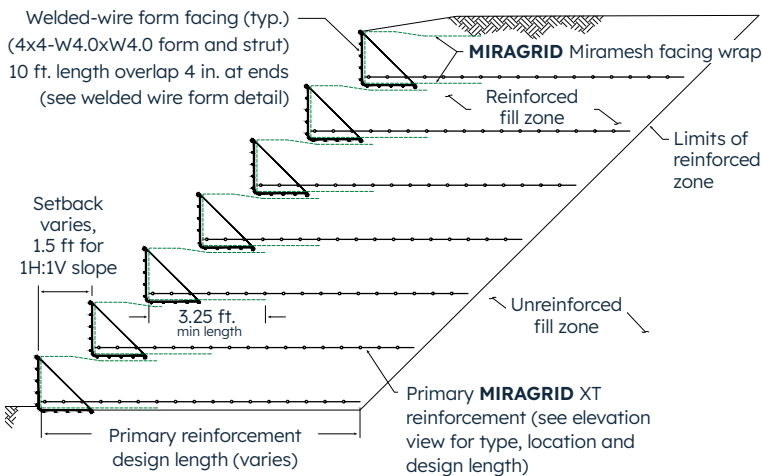 Welded-wire form facing (typ.)
(4x4-W4.0xW4.0 form and strut)
10 ft. length overlap 4 in. at ends
(see welded wire form detail)
MIRAGRID Miramesh facing wrap
Reinforced
fill zone
Limits of
reinforced
zone
Setback
varies,
1.5 ft for
1H:1V slope
3.25 ft.
min length
Unreinforced
fill zone
Primary MIRAGRID XT
reinforcement (see elevation
view for type, location and
design length)
Primary reinforcement
design length (varies)